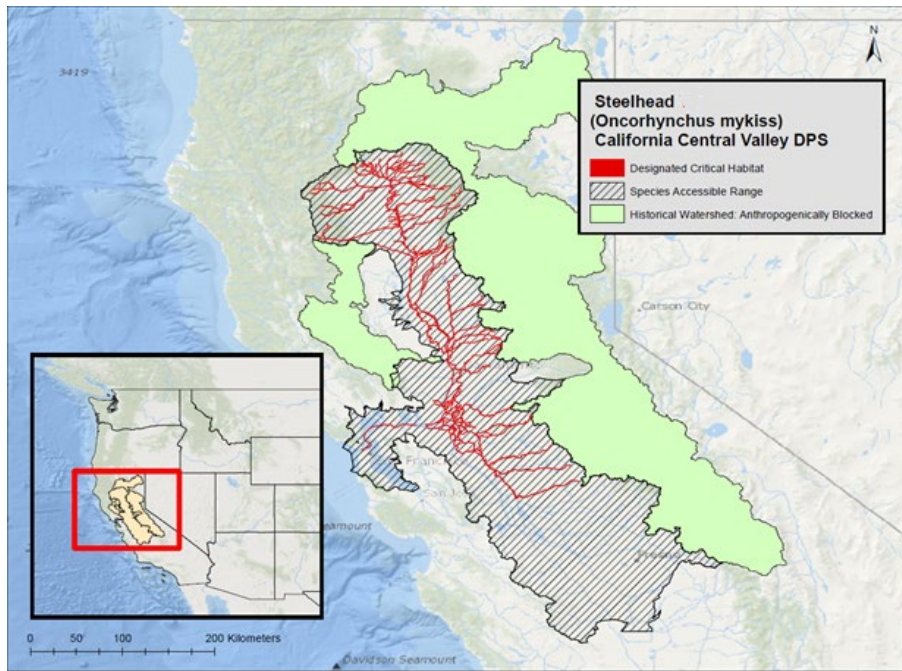 3419
N
Steelhead
(Oncorhynchus mykiss)
California Central Valley DPS
Designated Critical Habitat
Species Accessible Range
Historical Watershed: Anthropogenically Blocked
Carson City
Franc
San Jo
Fresno
Seamount
0 50 100 200 Kilometers
Davidson Seamount